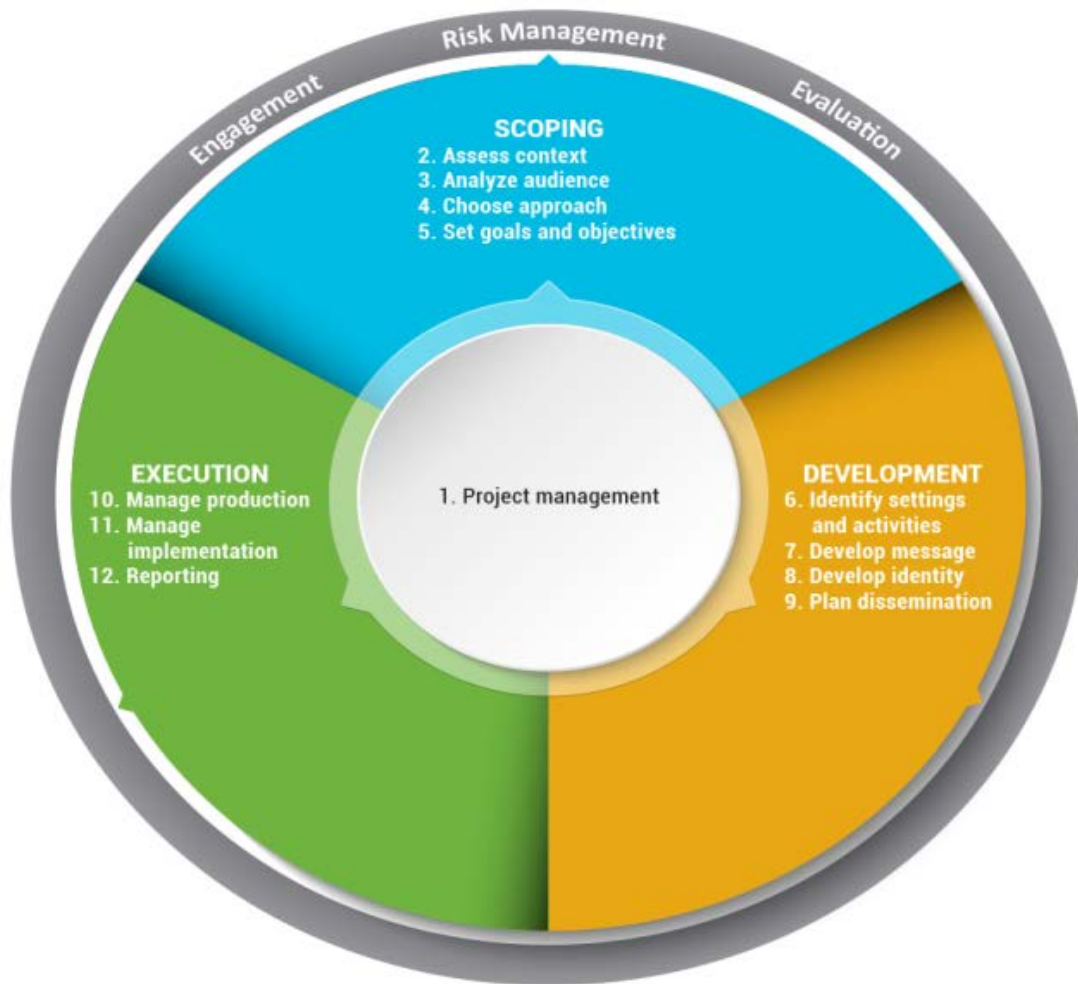 Engagement
Risk Management
Evaluation
SCOPING
2. Assess context
3. Analyze audience
4. Choose approach
5. Set goals and objectives
EXECUTION
10. Manage production
11. Manage
implementation
12. Reporting
1. Project management
DEVELOPMENT
6. Identify settings
and activities
7. Develop message
8. Develop identity
9. Plan dissemination